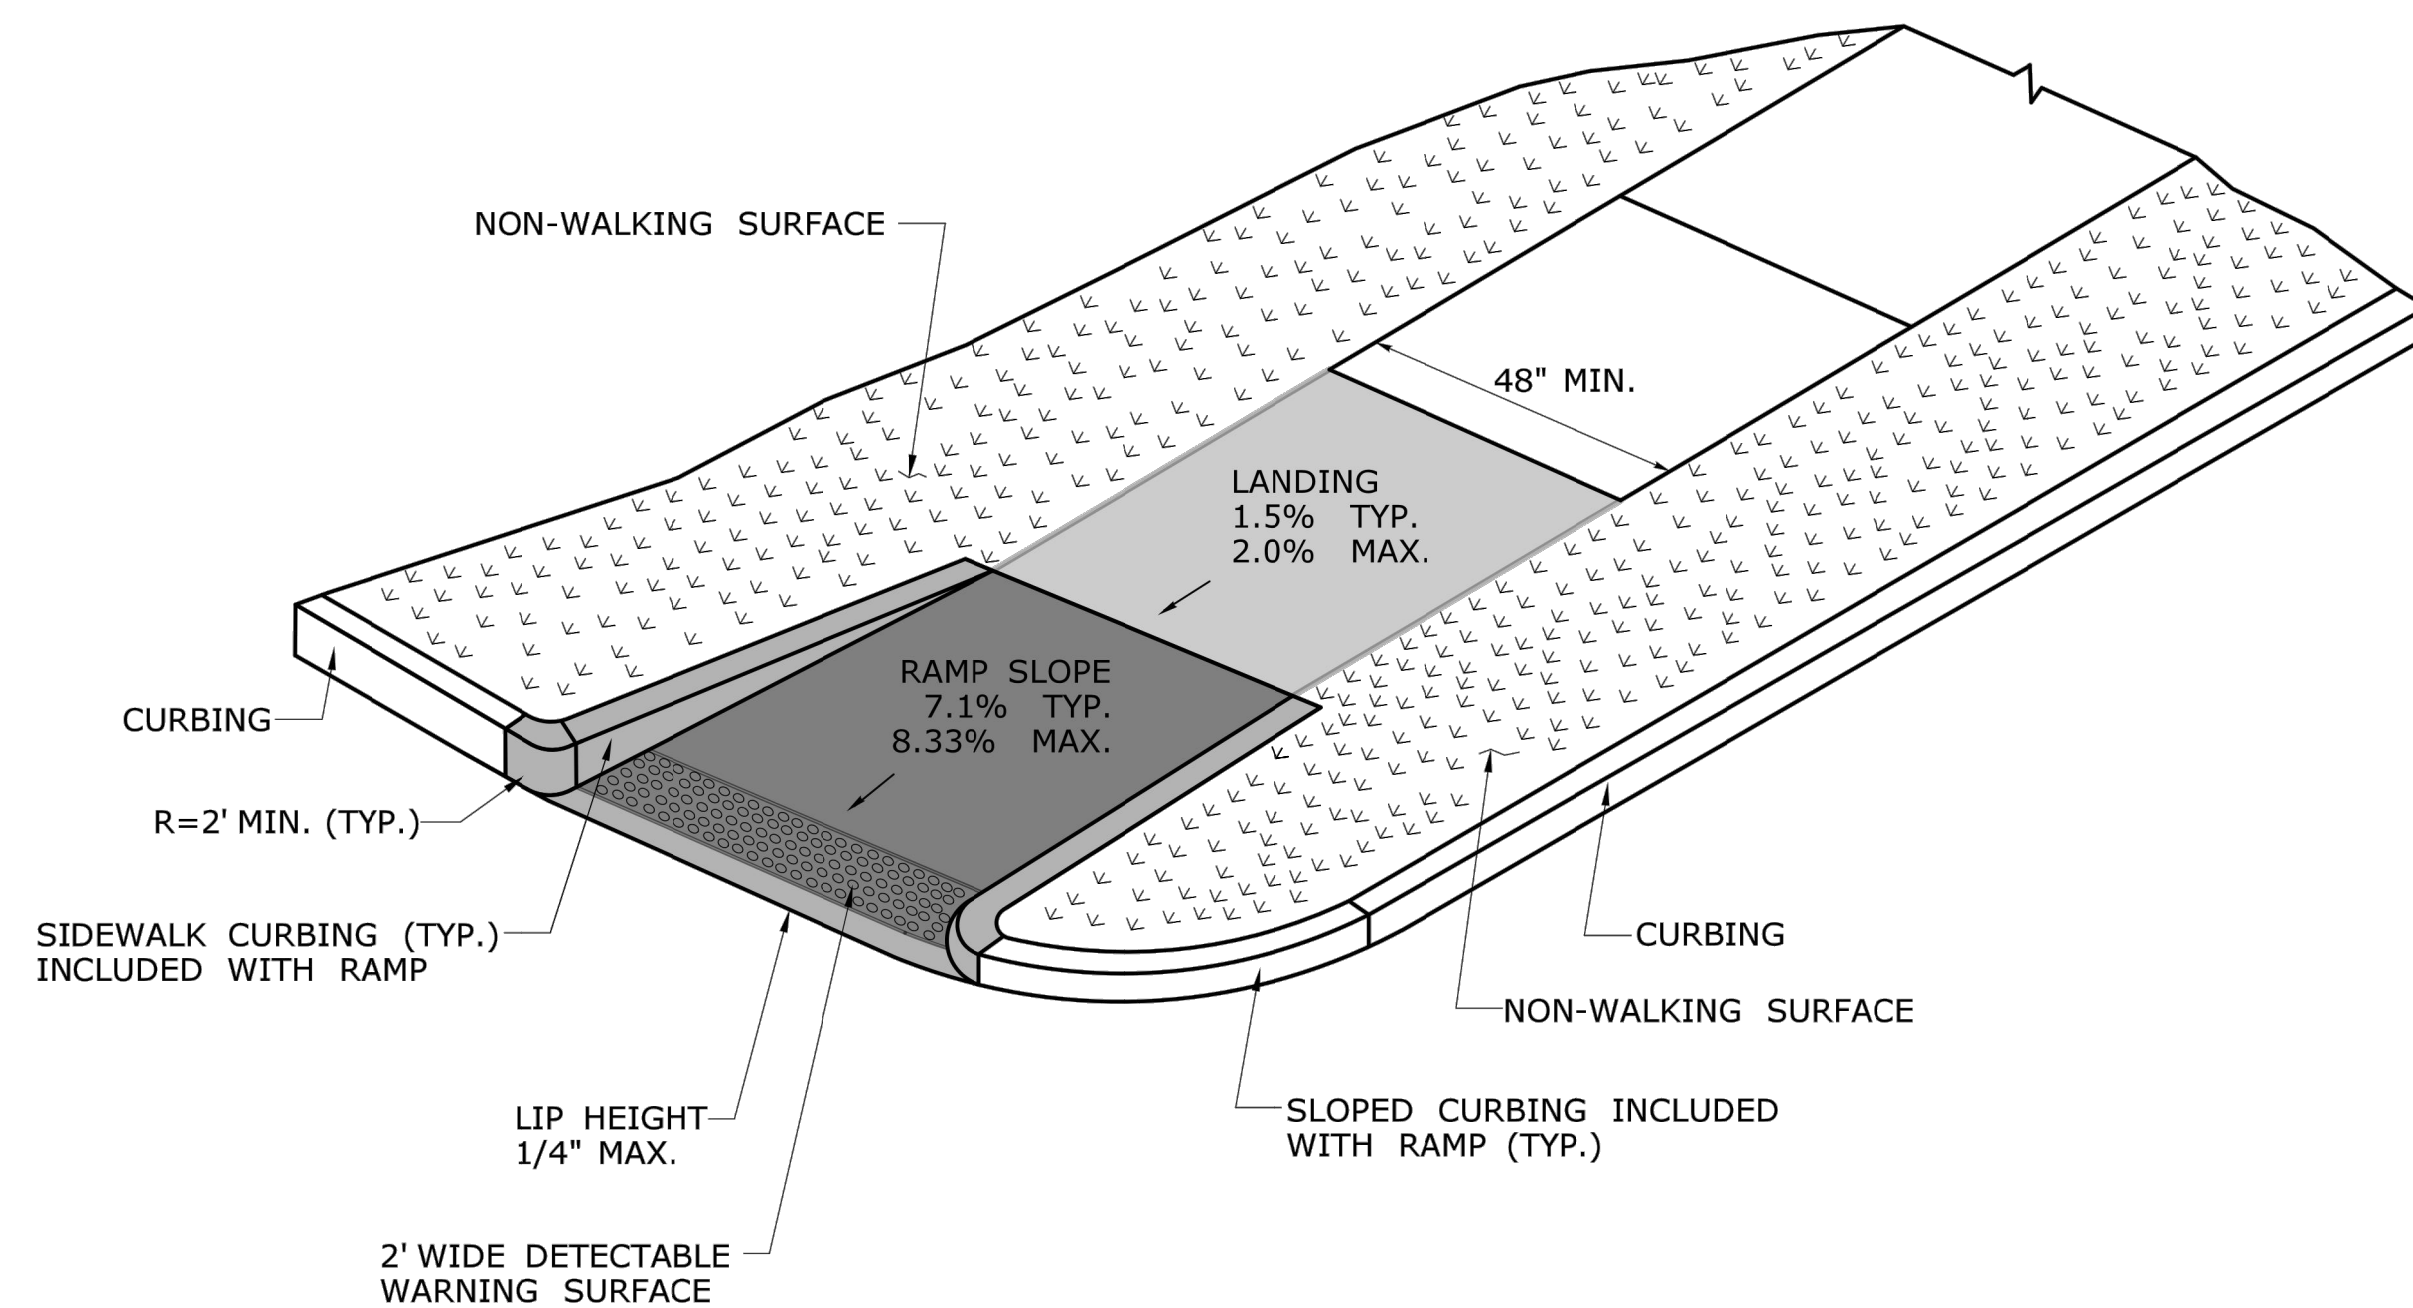 NON-WALKING SURFACE
48" MIN.
LANDING
1.5% TYP.
2.0% MAX.
RAMP SLOPE
7.1% TYP.
8.33% MAX.
CURBING
R=2' MIN. (TYP.)
SIDEWALK CURBING (TYP.)
INCLUDED WITH RAMP
CURBING
NON-WALKING SURFACE
LIP HEIGHT
1/4" MAX.
SLOPED CURBING INCLUDED
WITH RAMP (TYP.)
2' WIDE DETECTABLE
WARNING SURFACE